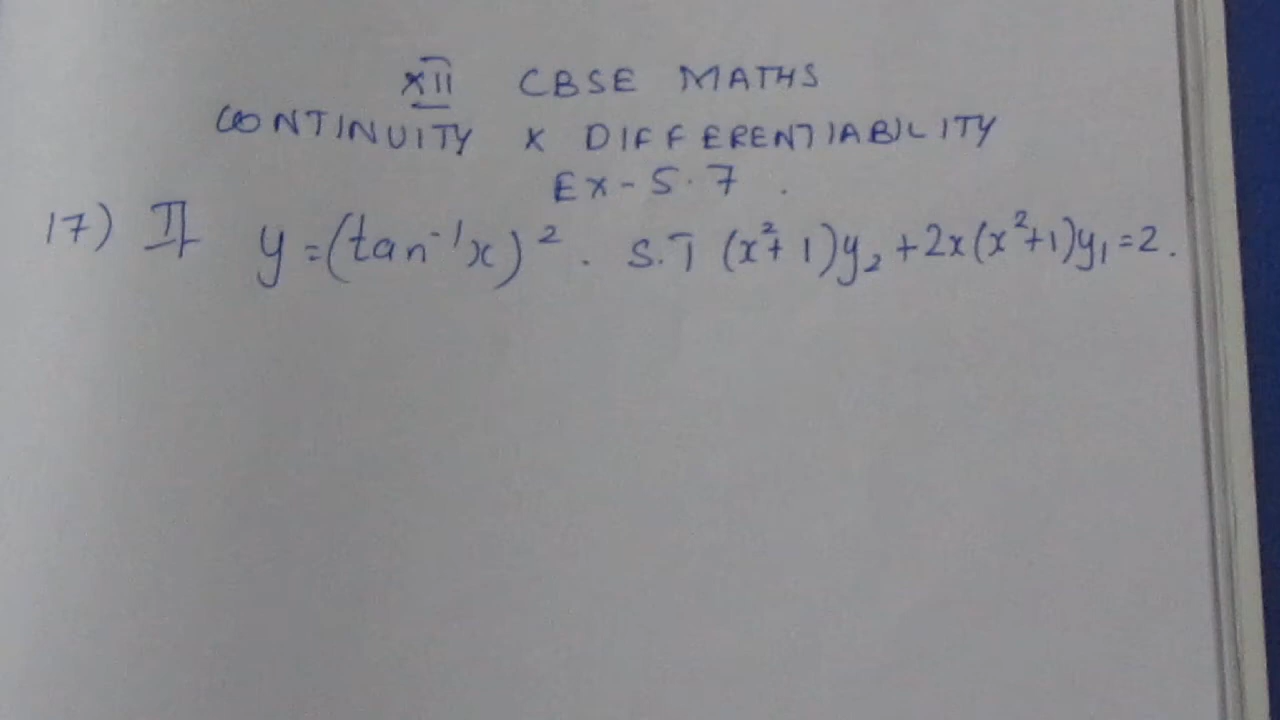 XII CBSE MATHS
CONTINUITY x DIFFERENTIABILITY
Ex-5.7.
17) If y=(tan⁻¹x)². S.T (x²+1)y₂+2x(x²+1)y₁=2.